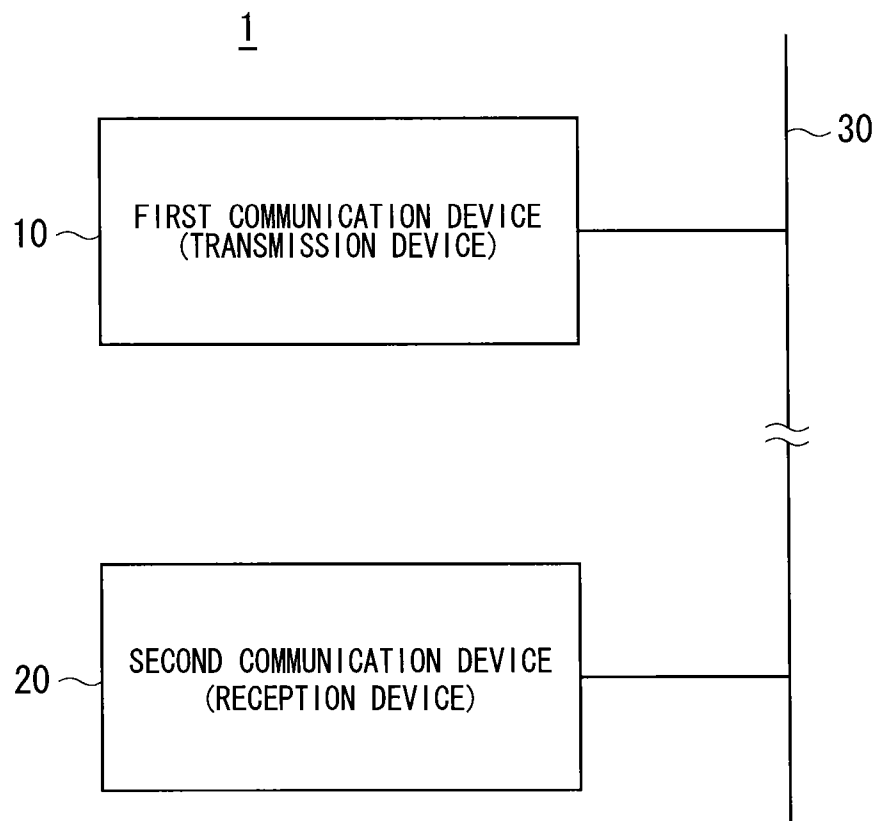 1
30
10
FIRST COMMUNICATION DEVICE
(TRANSMISSION DEVICE)
20
SECOND COMMUNICATION DEVICE
(RECEPTION DEVICE)